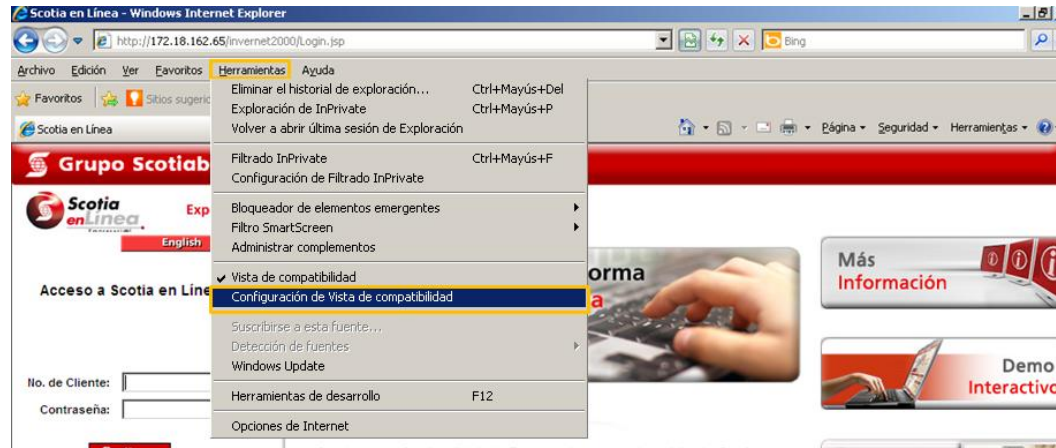 Scotia en Línea - Windows Internet Explorer
http://172.18.162.65/invernet2000/Login.jsp
Bing
Archivo Edición Ver Favoritos Herramientas Ayuda
Favoritos Sitios sugeric
Scotia en Línea
Página Seguridad Herramientas
Eliminar el historial de exploración... Ctrl+Mayús+Del
Exploración de InPrivate Ctrl+Mayús+P
Volver a abrir última sesión de Exploración
Filtrado InPrivate Ctrl+Mayús+F
Configuración de Filtrado InPrivate
Bloqueador de elementos emergentes
Filtro SmartScreen
Administrar complementos
Vista de compatibilidad
Configuración de Vista de compatibilidad
Suscribirse a esta fuente...
Detección de fuentes
Windows Update
Herramientas de desarrollo F12
Opciones de Internet
Grupo Scotiab
Scotia
en Línea
Exp
English
Acceso a Scotia en Líne
No. de Cliente:
Contraseña:
orma
a
Más
Información
Demo
Interactivo